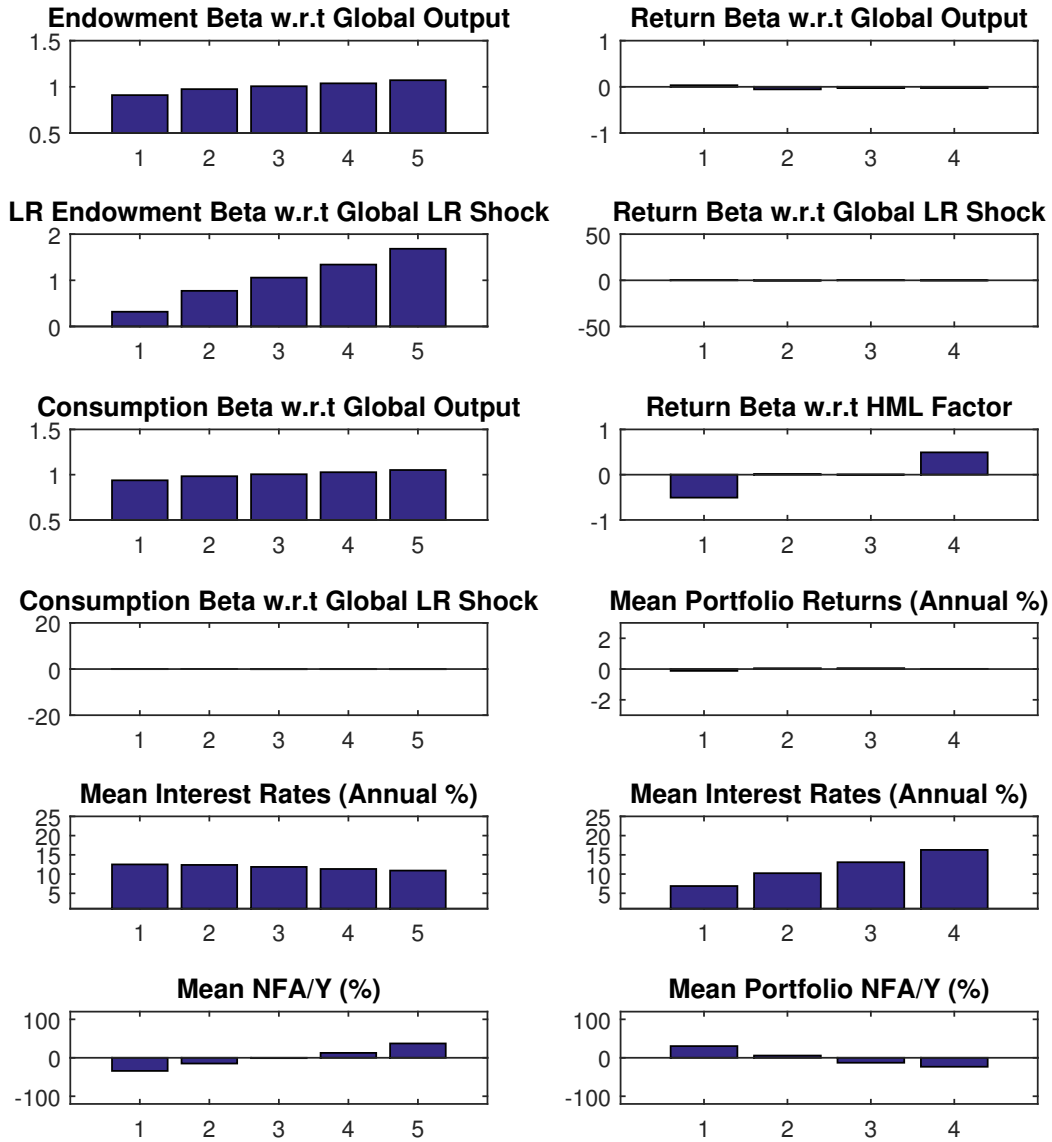 Endowment Beta w.r.t Global Output
1.5
1
0.5
1 2 3 4 5
Return Beta w.r.t Global Output
1
0
-1
1 2 3 4
LR Endowment Beta w.r.t Global LR Shock
2
1
0
1 2 3 4 5
Return Beta w.r.t Global LR Shock
50
0
-50
1 2 3 4
Consumption Beta w.r.t Global Output
1.5
1
0.5
1 2 3 4 5
Return Beta w.r.t HML Factor
1
0
-1
1 2 3 4
Consumption Beta w.r.t Global LR Shock
20
0
-20
1 2 3 4 5
Mean Portfolio Returns (Annual %)
2
0
-2
1 2 3 4
Mean Interest Rates (Annual %)
25
20
15
10
5
1 2 3 4 5
Mean Interest Rates (Annual %)
25
20
15
10
5
1 2 3 4
Mean NFA/Y (%)
100
0
-100
1 2 3 4 5
Mean Portfolio NFA/Y (%)
100
0
-100
1 2 3 4